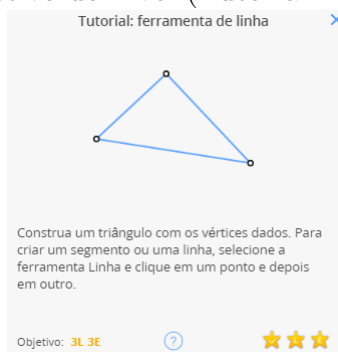 Tutorial: ferramenta de linha
Construa um triângulo com os vértices dados. Para
criar um segmento ou uma linha, selecione a
ferramenta Linha e clique em um ponto e depois
em outro.
Objetivo: 3L 3E
?